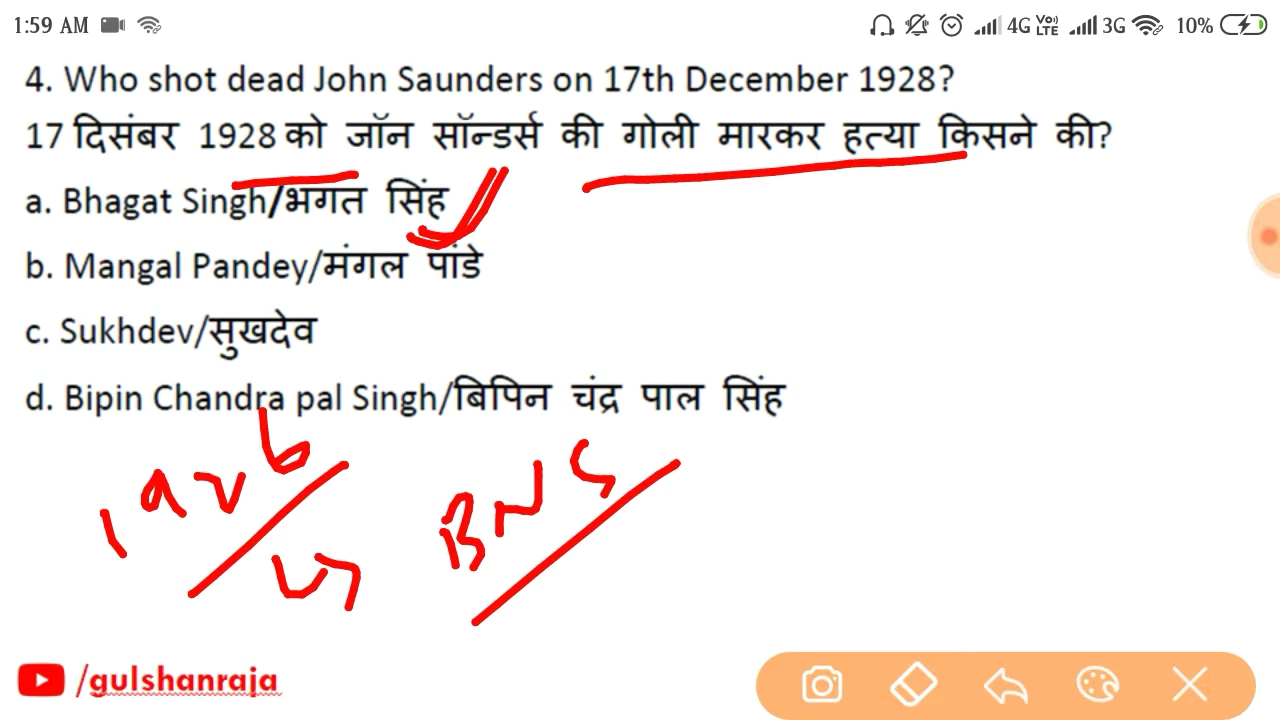 1:59 AM 4G VoLTE 3G 10%
4. Who shot dead John Saunders on 17th December 1928?
17 दिसंबर 1928 को जॉन सॉन्डर्स की गोली मारकर हत्या किसने की?
a. Bhagat Singh/भगत सिंह
b. Mangal Pandey/मंगल पांडे
c. Sukhdev/सुखदेव
d. Bipin Chandra pal Singh/बिपिन चंद्र पाल सिंह
1926
BNS
/gulshanraja